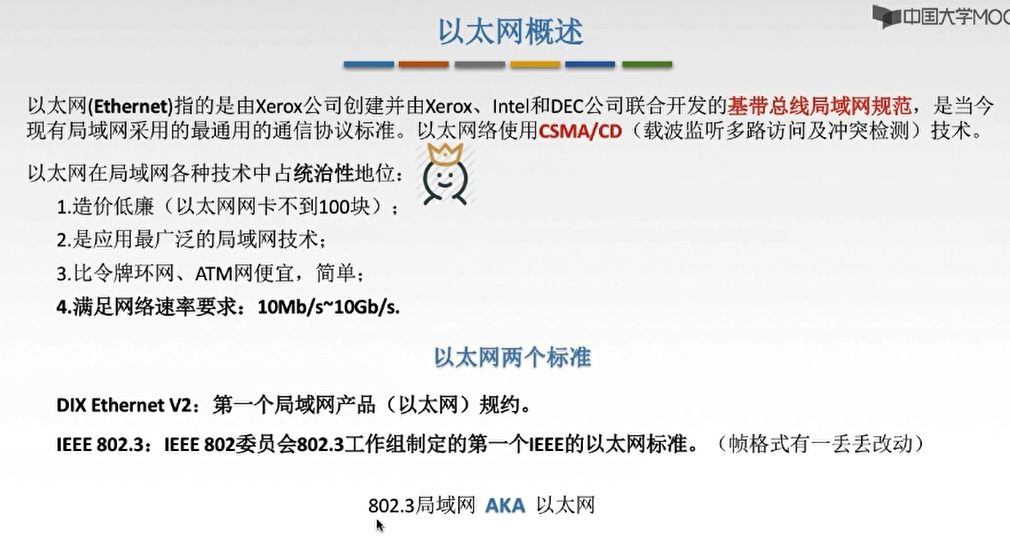 中国大学MOO
以太网概述
以太网(Ethernet)指的是由Xerox公司创建并由Xerox、Intel和DEC公司联合开发的基带总线局域网规范，是当今
现有局域网采用的最通用的通信协议标准。以太网络使用CSMA/CD（载波监听多路访问及冲突检测）技术。
以太网在局域网各种技术中占统治性地位：
1.造价低廉（以太网网卡不到100块）；
2.是应用最广泛的局域网技术；
3.比令牌环网、ATM网便宜，简单；
4.满足网络速率要求：10Mb/s~10Gb/s.
以太网两个标准
DIX Ethernet V2：第一个局域网产品（以太网）规约。
IEEE 802.3：IEEE 802委员会802.3工作组制定的第一个IEEE的以太网标准。（帧格式有一丢丢改动）
802.3局域网 AKA 以太网